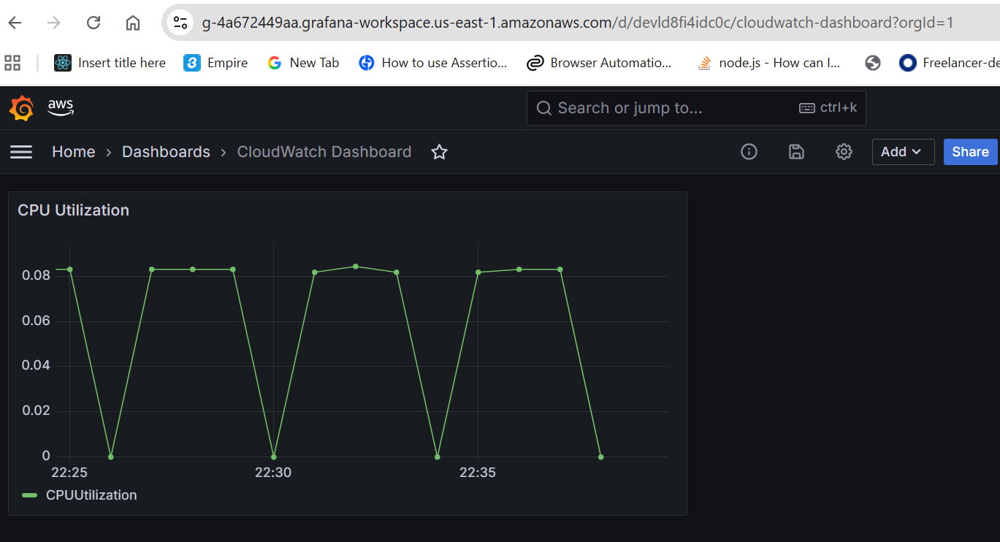 g-4a672449aa.grafana-workspace.us-east-1.amazonaws.com/d/devld8fi4idc0c/cloudwatch-dashboard?orgId=1
Insert title here Empire New Tab How to use Assertio... Browser Automatio... node.js - How can I... Freelancer-de
aws Search or jump to... ctrl+k
Home › Dashboards › CloudWatch Dashboard Add Share
CPU Utilization
0.08
0.06
0.04
0.02
0
22:25 22:30 22:35
CPUUtilization